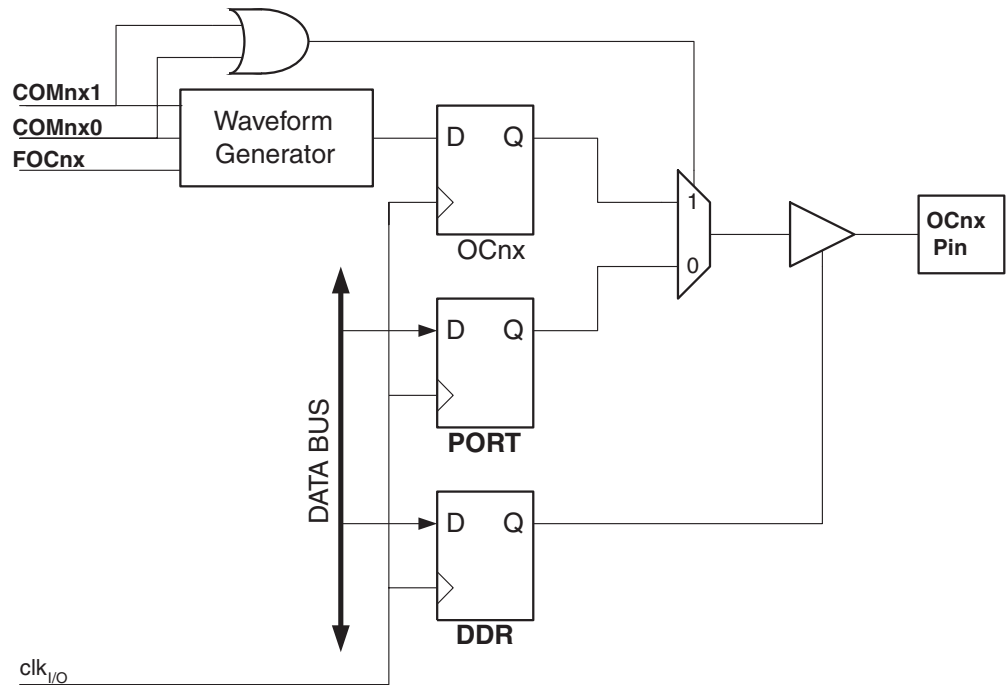 COMnx1
COMnx0
FOCnx
Waveform
Generator
D Q
OCnx
1
0
OCnx
Pin
D Q
PORT
DATA BUS
D Q
DDR
clkI/O